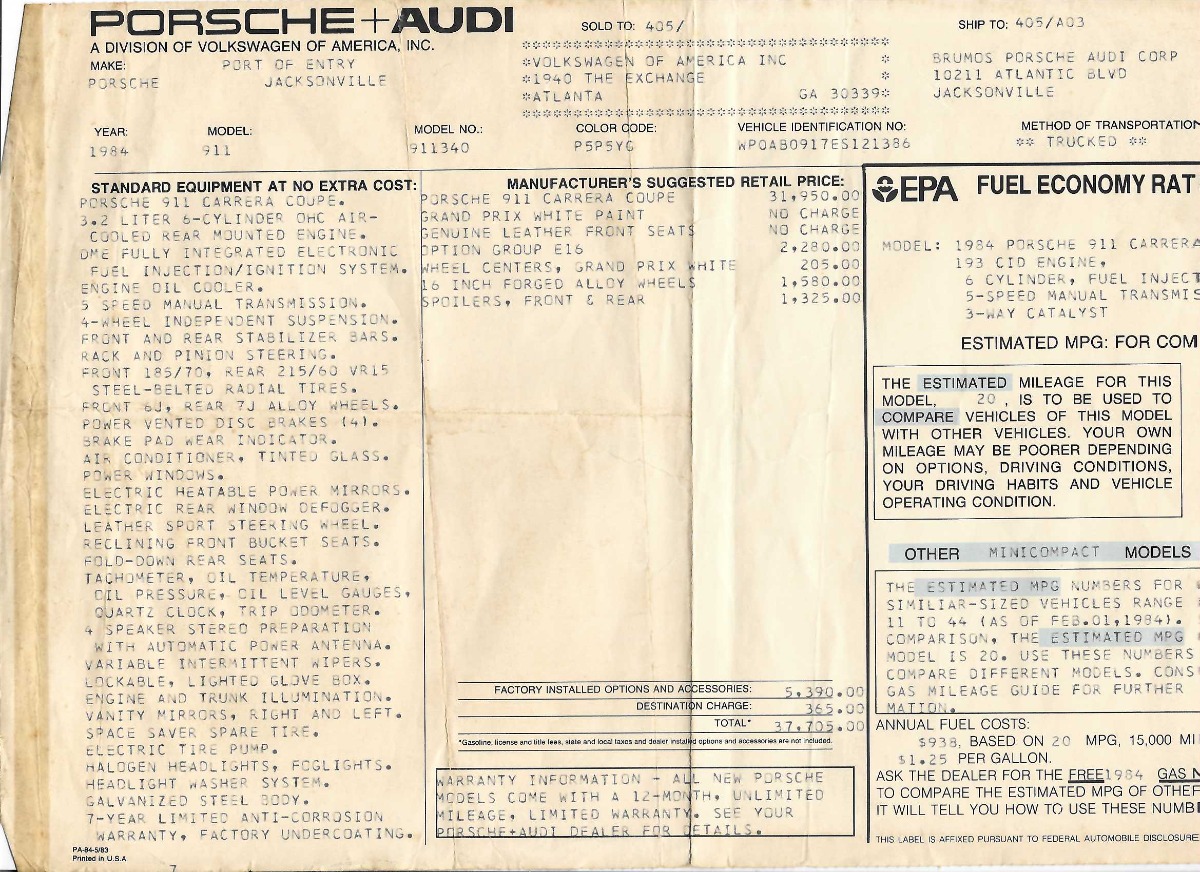 PORSCHE+AUDI
A DIVISION OF VOLKSWAGEN OF AMERICA, INC.
MAKE: PORT OF ENTRY
PORSCHE JACKSONVILLE
SOLD TO: 405/
*VOLKSWAGEN OF AMERICA INC *
*1940 THE EXCHANGE *
*ATLANTA GA 30339*
SHIP TO: 405/A03
BRUMOS PORSCHE AUDI CORP
10211 ATLANTIC BLVD
JACKSONVILLE
YEAR: MODEL: MODEL NO.: COLOR CODE: VEHICLE IDENTIFICATION NO: METHOD OF TRANSPORTATION
1984 911 911340 P5P5YG WP0AB0917ES121386 ** TRUCKED **
STANDARD EQUIPMENT AT NO EXTRA COST:
PORSCHE 911 CARRERA COUPE.
3.2 LITER 6-CYLINDER OHC AIR-
COOLED REAR MOUNTED ENGINE.
DME FULLY INTEGRATED ELECTRONIC
FUEL INJECTION/IGNITION SYSTEM.
ENGINE OIL COOLER.
5 SPEED MANUAL TRANSMISSION.
4-WHEEL INDEPENDENT SUSPENSION.
FRONT AND REAR STABILIZER BARS.
RACK AND PINION STEERING.
FRONT 185/70, REAR 215/60 VR15
STEEL-BELTED RADIAL TIRES.
FRONT 6J, REAR 7J ALLOY WHEELS.
POWER VENTED DISC BRAKES (4).
BRAKE PAD WEAR INDICATOR.
AIR CONDITIONER, TINTED GLASS.
POWER WINDOWS.
ELECTRIC HEATABLE POWER MIRRORS.
ELECTRIC REAR WINDOW DEFOGGER.
LEATHER SPORT STEERING WHEEL.
RECLINING FRONT BUCKET SEATS.
FOLD-DOWN REAR SEATS.
TACHOMETER, OIL TEMPERATURE,
OIL PRESSURE, OIL LEVEL GAUGES,
QUARTZ CLOCK, TRIP ODOMETER.
4 SPEAKER STEREO PREPARATION
WITH AUTOMATIC POWER ANTENNA.
VARIABLE INTERMITTENT WIPERS.
LOCKABLE, LIGHTED GLOVE BOX.
ENGINE AND TRUNK ILLUMINATION.
VANITY MIRRORS, RIGHT AND LEFT.
SPACE SAVER SPARE TIRE.
ELECTRIC TIRE PUMP.
HALOGEN HEADLIGHTS, FOGLIGHTS.
HEADLIGHT WASHER SYSTEM.
GALVANIZED STEEL BODY.
7-YEAR LIMITED ANTI-CORROSION
WARRANTY, FACTORY UNDERCOATING.
PA-84-5/83
Printed in U.S.A
7
MANUFACTURER'S SUGGESTED RETAIL PRICE:
PORSCHE 911 CARRERA COUPE 31,950.00
GRAND PRIX WHITE PAINT NO CHARGE
GENUINE LEATHER FRONT SEATS NO CHARGE
OPTION GROUP E16 2,280.00
WHEEL CENTERS, GRAND PRIX WHITE 205.00
16 INCH FORGED ALLOY WHEELS 1,580.00
SPOILERS, FRONT & REAR 1,325.00
FACTORY INSTALLED OPTIONS AND ACCESSORIES: 5,390.00
DESTINATION CHARGE: 365.00
TOTAL* 37,705.00
*Gasoline, license and title fees, state and local taxes and dealer installed options and accessories are not included.
WARRANTY INFORMATION - ALL NEW PORSCHE
MODELS COME WITH A 12-MONTH, UNLIMITED
MILEAGE, LIMITED WARRANTY. SEE YOUR
PORSCHE+AUDI DEALER FOR DETAILS.
EPA FUEL ECONOMY RAT
MODEL: 1984 PORSCHE 911 CARRERA
193 CID ENGINE,
6 CYLINDER, FUEL INJECT
5-SPEED MANUAL TRANSMIS
3-WAY CATALYST
ESTIMATED MPG: FOR COM
THE ESTIMATED MILEAGE FOR THIS
MODEL, 20, IS TO BE USED TO
COMPARE VEHICLES OF THIS MODEL
WITH OTHER VEHICLES. YOUR OWN
MILEAGE MAY BE POORER DEPENDING
ON OPTIONS, DRIVING CONDITIONS,
YOUR DRIVING HABITS AND VEHICLE
OPERATING CONDITION.
OTHER MINICOMPACT MODELS
THE ESTIMATED MPG NUMBERS FOR
SIMILIAR-SIZED VEHICLES RANGE
11 TO 44 (AS OF FEB.01,1984).
COMPARISON, THE ESTIMATED MPG
MODEL IS 20. USE THESE NUMBERS
COMPARE DIFFERENT MODELS. CONS
GAS MILEAGE GUIDE FOR FURTHER
MATION.
ANNUAL FUEL COSTS:
$938, BASED ON 20 MPG, 15,000 MI
$1.25 PER GALLON.
ASK THE DEALER FOR THE FREE 1984 GAS M
TO COMPARE THE ESTIMATED MPG OF OTHER
IT WILL TELL YOU HOW TO USE THESE NUMB
THIS LABEL IS AFFIXED PURSUANT TO FEDERAL AUTOMOBILE DISCLOSURE